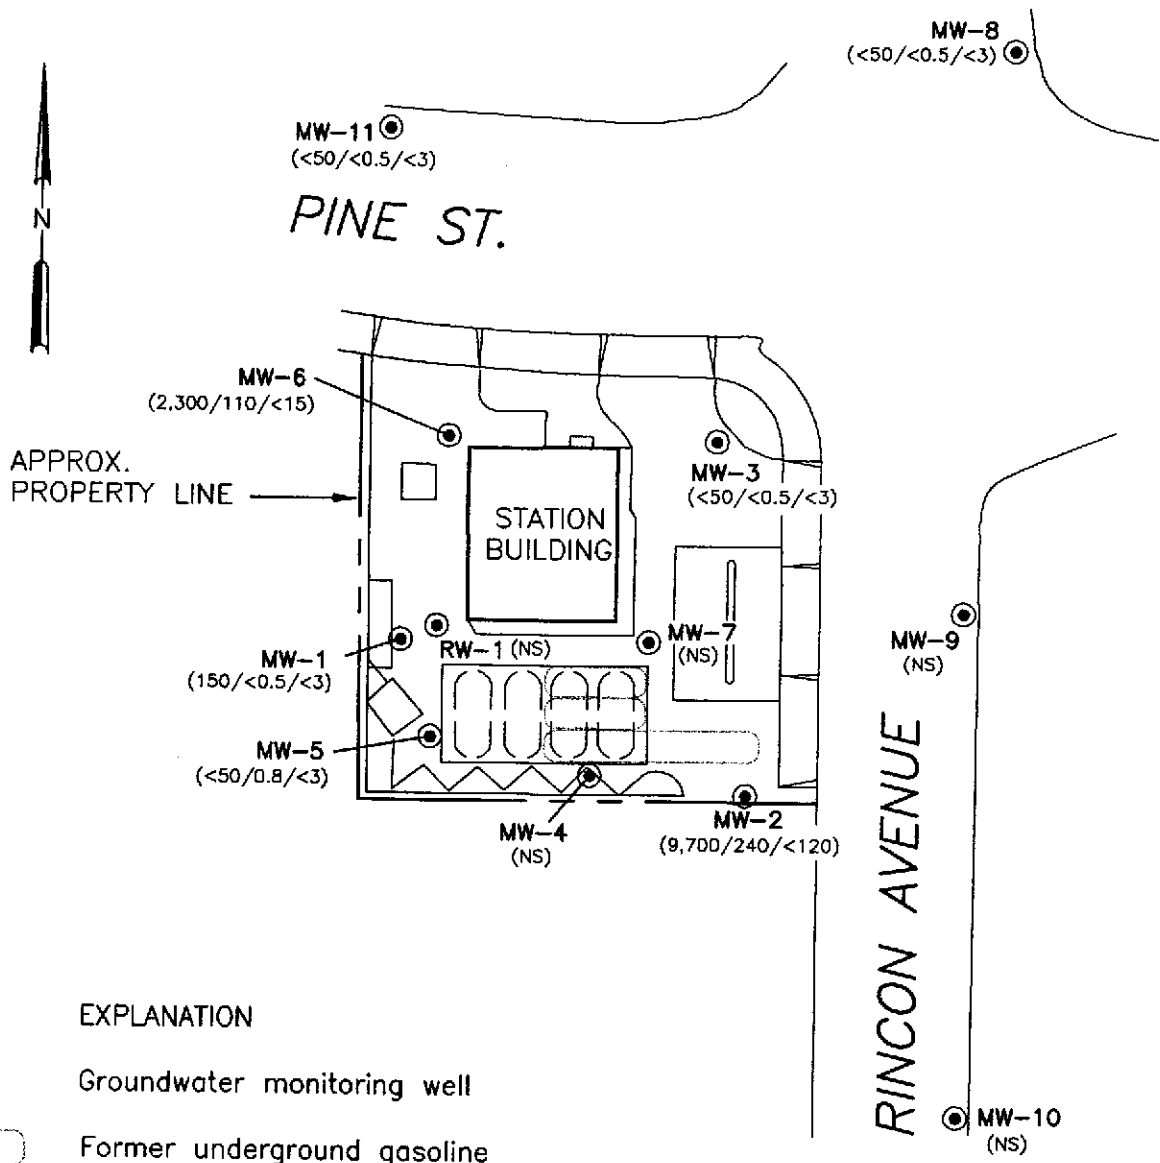 MW-8
(<50/<0.5/<3)
MW-11
(<50/<0.5/<3)
PINE ST.
N
MW-6
(2,300/110/<15)
APPROX.
PROPERTY LINE
MW-3
(<50/<0.5/<3)
STATION
BUILDING
MW-7
(NS)
MW-9
(NS)
RW-1 (NS)
MW-1
(150/<0.5/<3)
MW-5
(<50/0.8/<3)
MW-4
(NS)
MW-2
(9,700/240/<120)
RINCON AVENUE
EXPLANATION
Groundwater monitoring well
Former underground gasoline
MW-10
(NS)